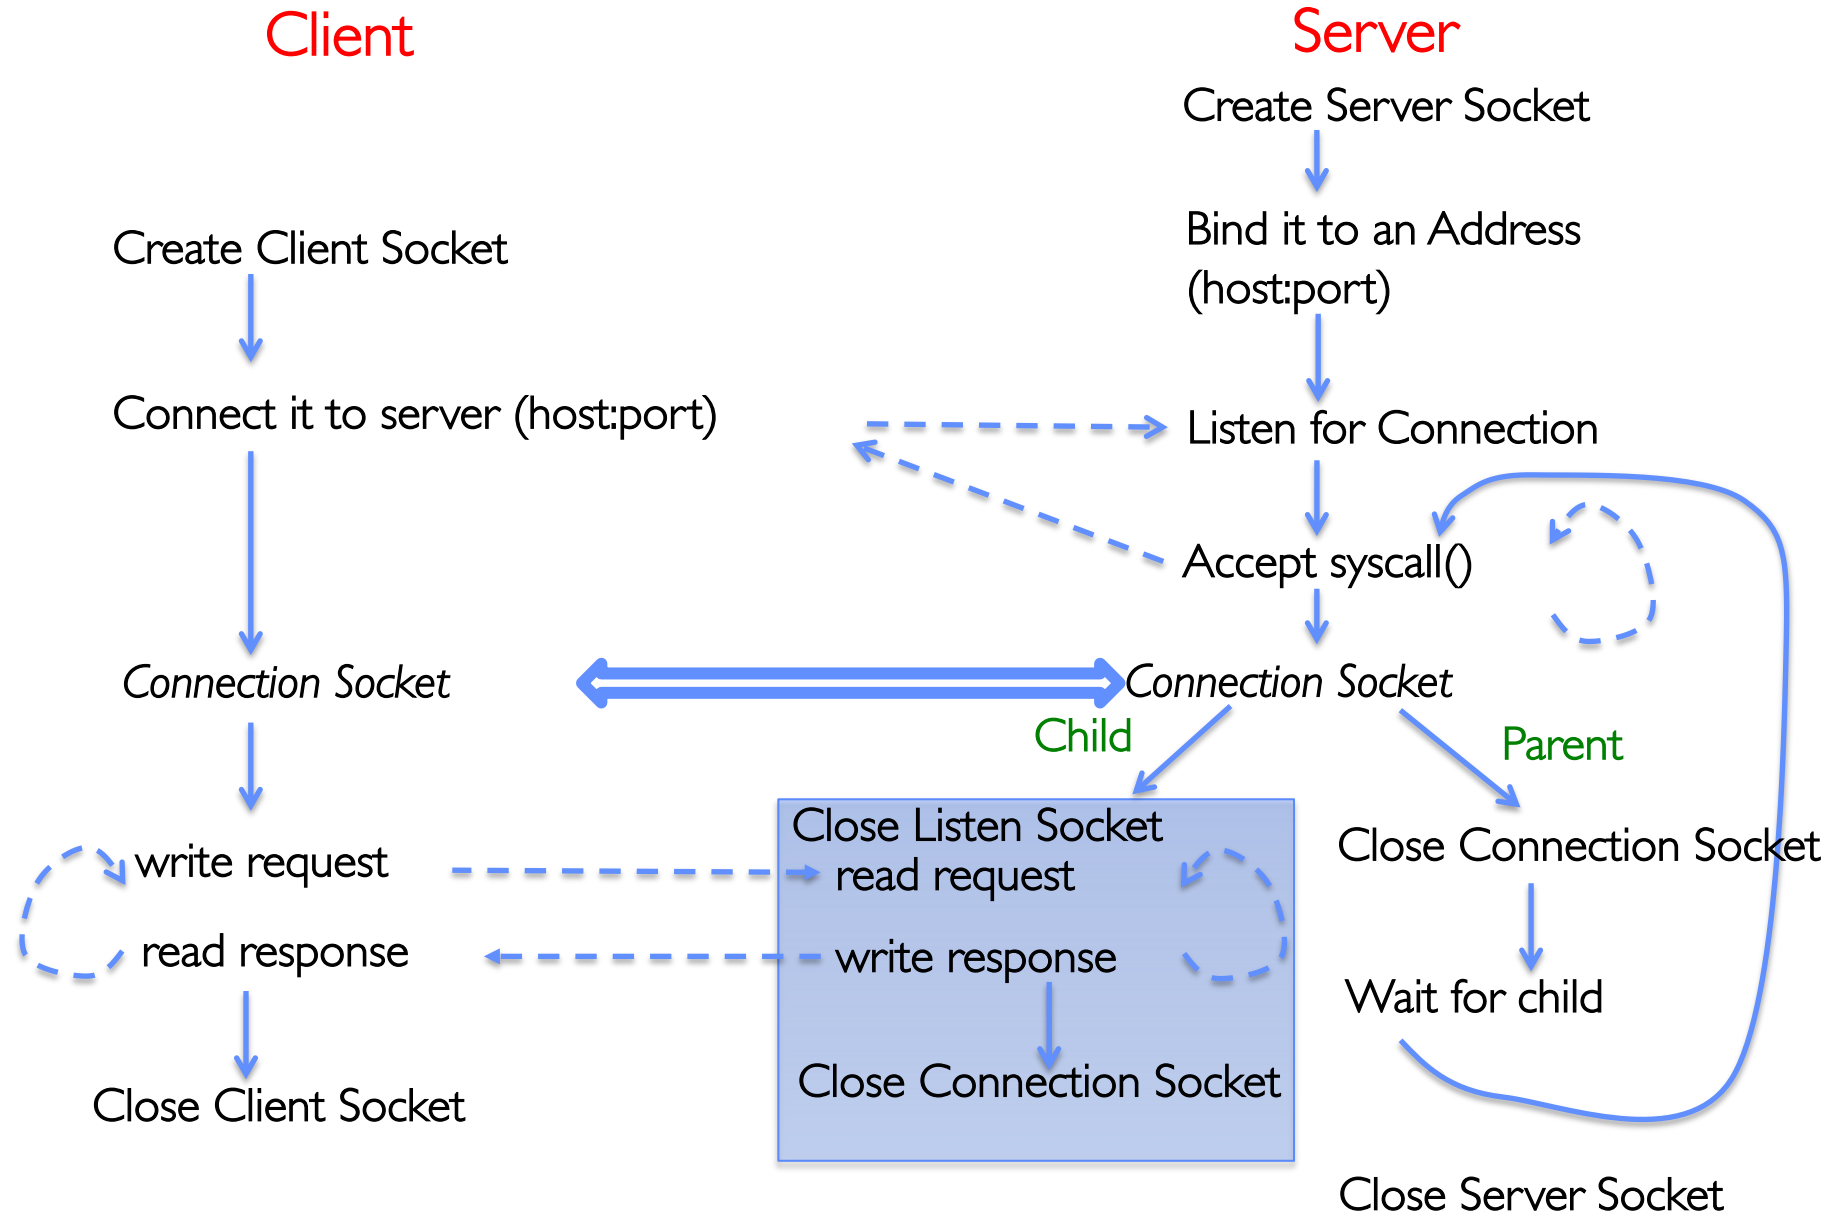 Client
Server
Create Server Socket
Bind it to an Address
(host:port)
Create Client Socket
Connect it to server (host:port)
Listen for Connection
Accept syscall()
Connection Socket
Connection Socket
Child
Parent
Close Listen Socket
write request
read request
Close Connection Socket
read response
write response
Wait for child
Close Client Socket
Close Connection Socket
Close Server Socket